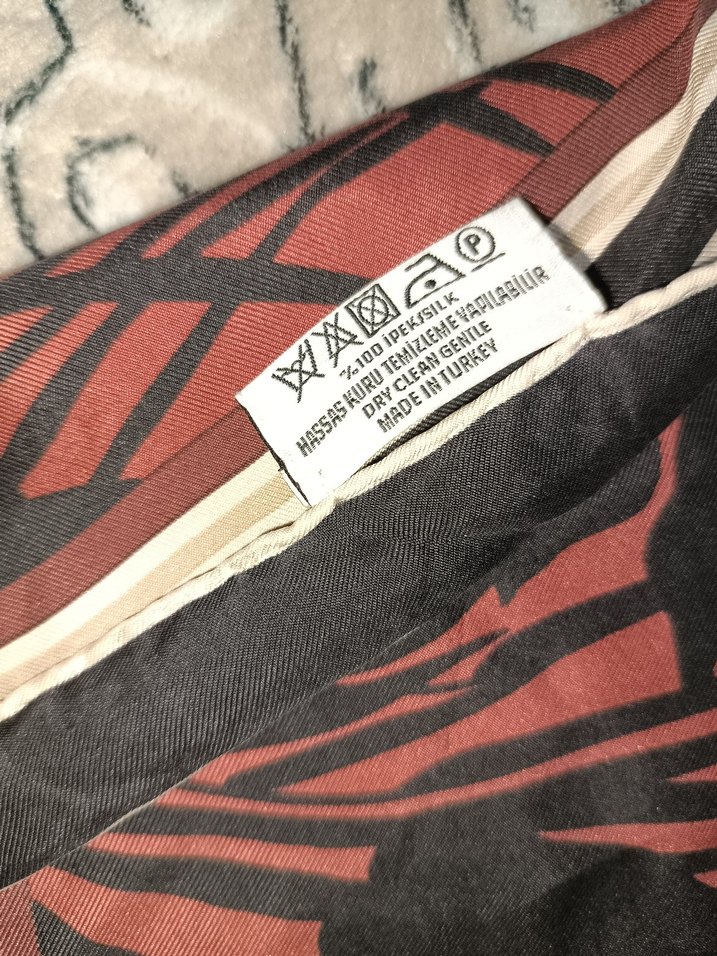 P
%100 İPEK/SILK
HASSAS KURU TEMİZLEME YAPILABİLİR
DRY CLEAN GENTLE
MADE IN TURKEY